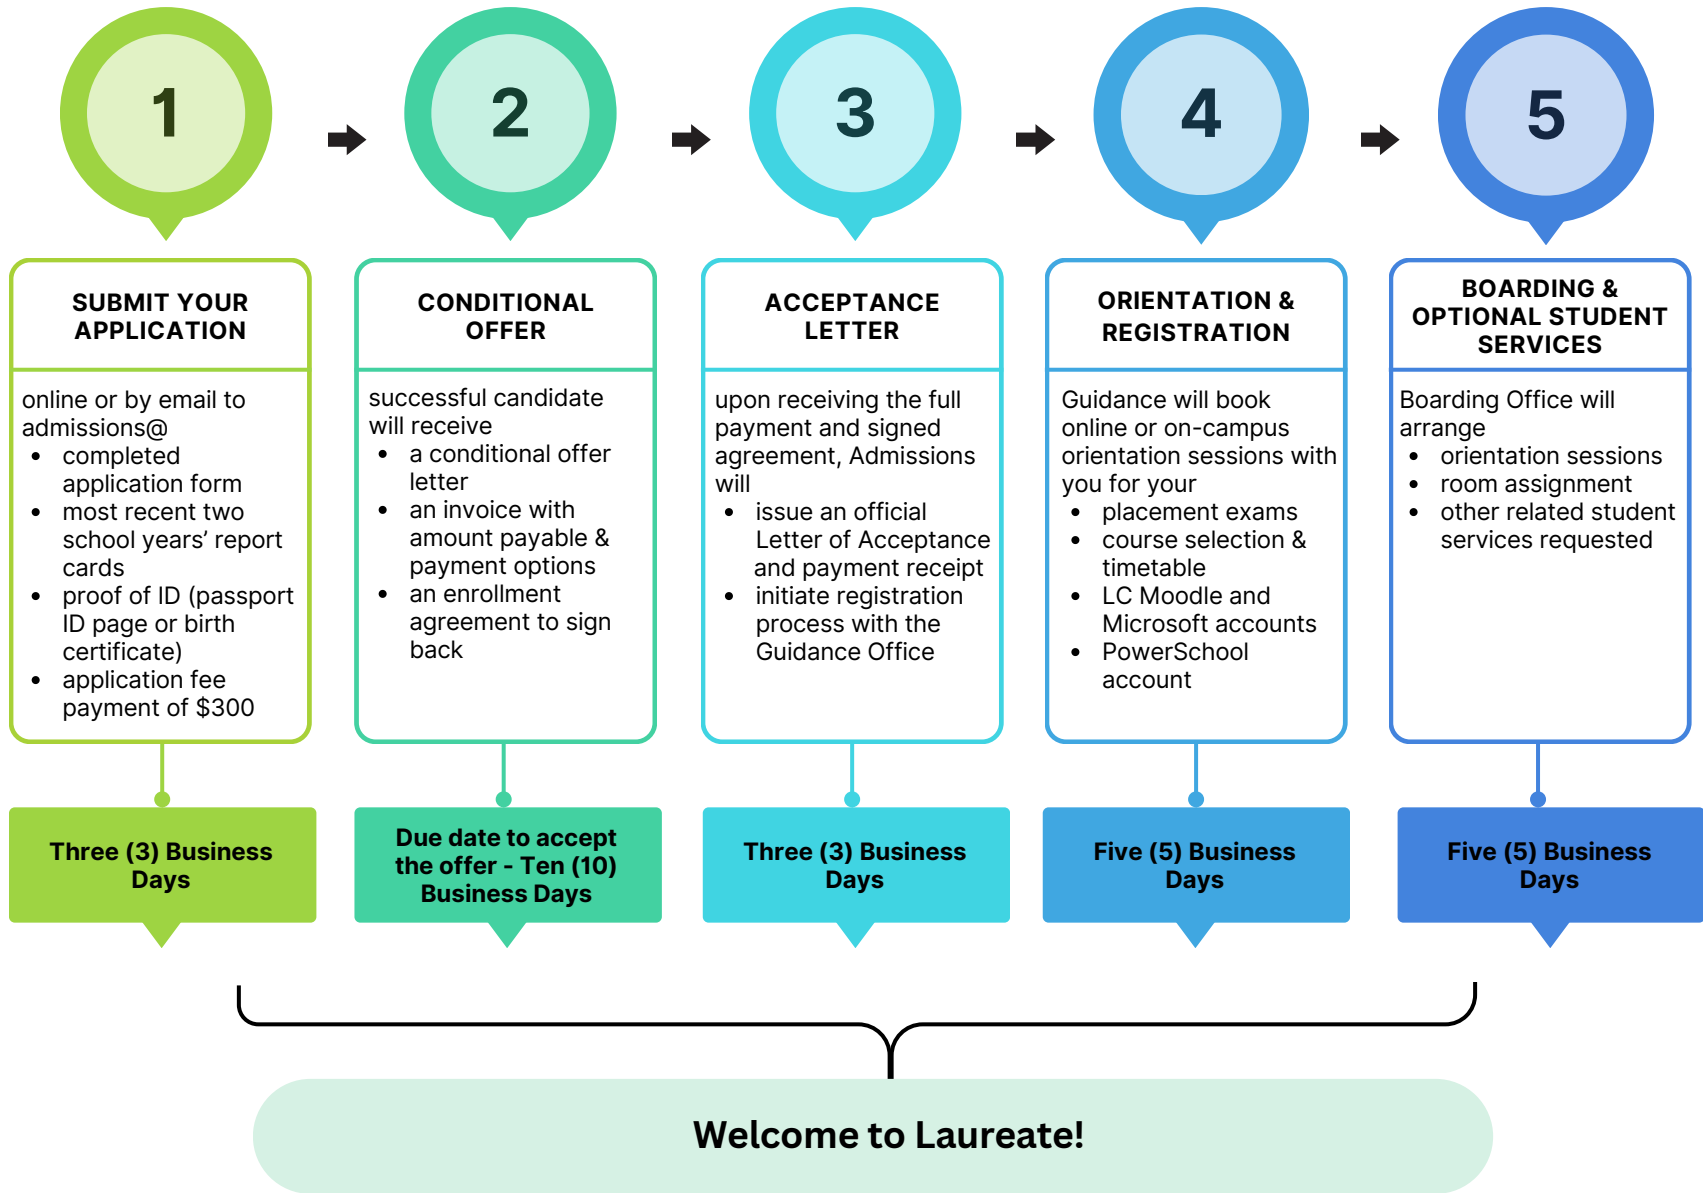 1
2
3
4
5
SUBMIT YOUR
APPLICATION
online or by email to
admissions@
• completed
application form
• most recent two
school years’ report
cards
• proof of ID (passport
ID page or birth
certificate)
• application fee
payment of $300
Three (3) Business
Days
CONDITIONAL
OFFER
successful candidate
will receive
• a conditional offer
letter
• an invoice with
amount payable &
payment options
• an enrollment
agreement to sign
back
Due date to accept
the offer - Ten (10)
Business Days
ACCEPTANCE
LETTER
upon receiving the full
payment and signed
agreement, Admissions
will
• issue an official
Letter of Acceptance
and payment receipt
• initiate registration
process with the
Guidance Office
Three (3) Business
Days
ORIENTATION &
REGISTRATION
Guidance will book
online or on-campus
orientation sessions with
you for your
• placement exams
• course selection &
timetable
• LC Moodle and
Microsoft accounts
• PowerSchool
account
Five (5) Business
Days
BOARDING &
OPTIONAL STUDENT
SERVICES
Boarding Office will
arrange
• orientation sessions
• room assignment
• other related student
services requested
Five (5) Business
Days
Welcome to Laureate!